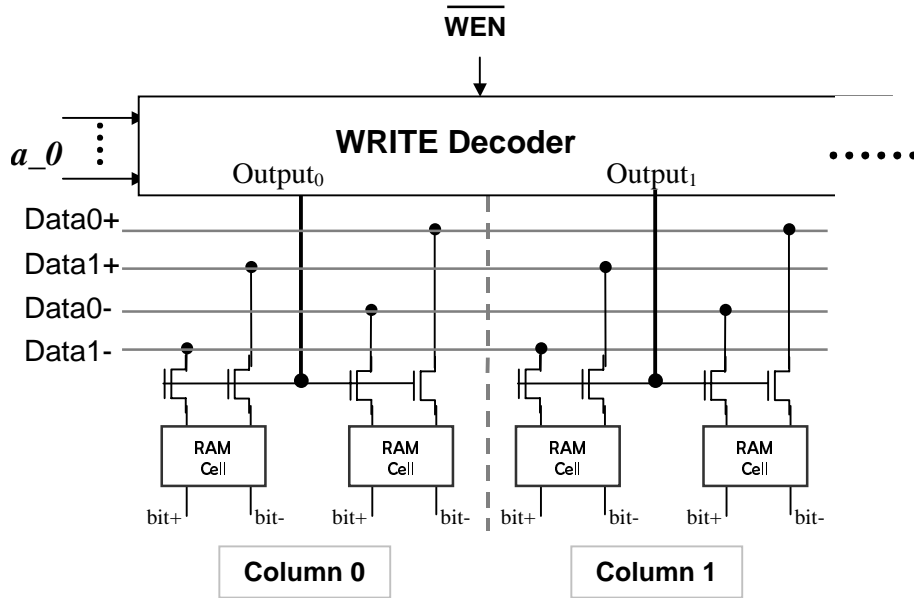 WEN
WRITE Decoder
a_0
Output0
Output1
Data0+
Data1+
Data0-
Data1-
RAM Cell
RAM Cell
RAM Cell
RAM Cell
bit+ bit- bit+ bit- bit+ bit- bit+ bit-
Column 0
Column 1